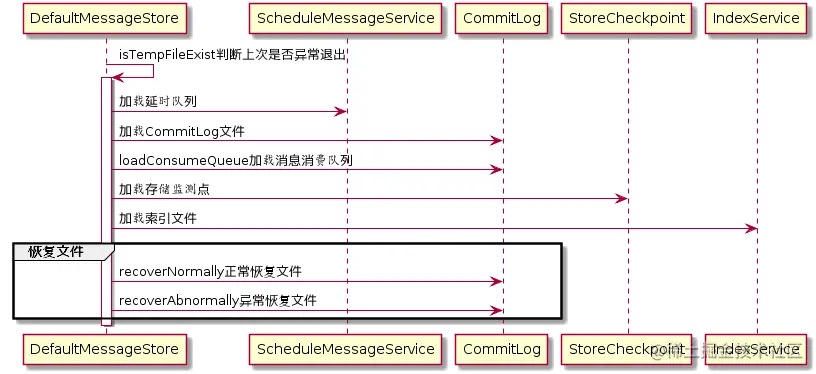 DefaultMessageStore
ScheduleMessageService
CommitLog
StoreCheckpoint
IndexService
isTempFileExist判断上次是否异常退出
加载延时队列
加载CommitLog文件
loadConsumeQueue加载消息消费队列
加载存储监测点
加载索引文件
恢复文件
recoverNormally正常恢复文件
recoverAbnormally异常恢复文件
DefaultMessageStore
ScheduleMessageService
CommitLog
StoreCheckpoint
IndexService
@稀土掘金技术社区